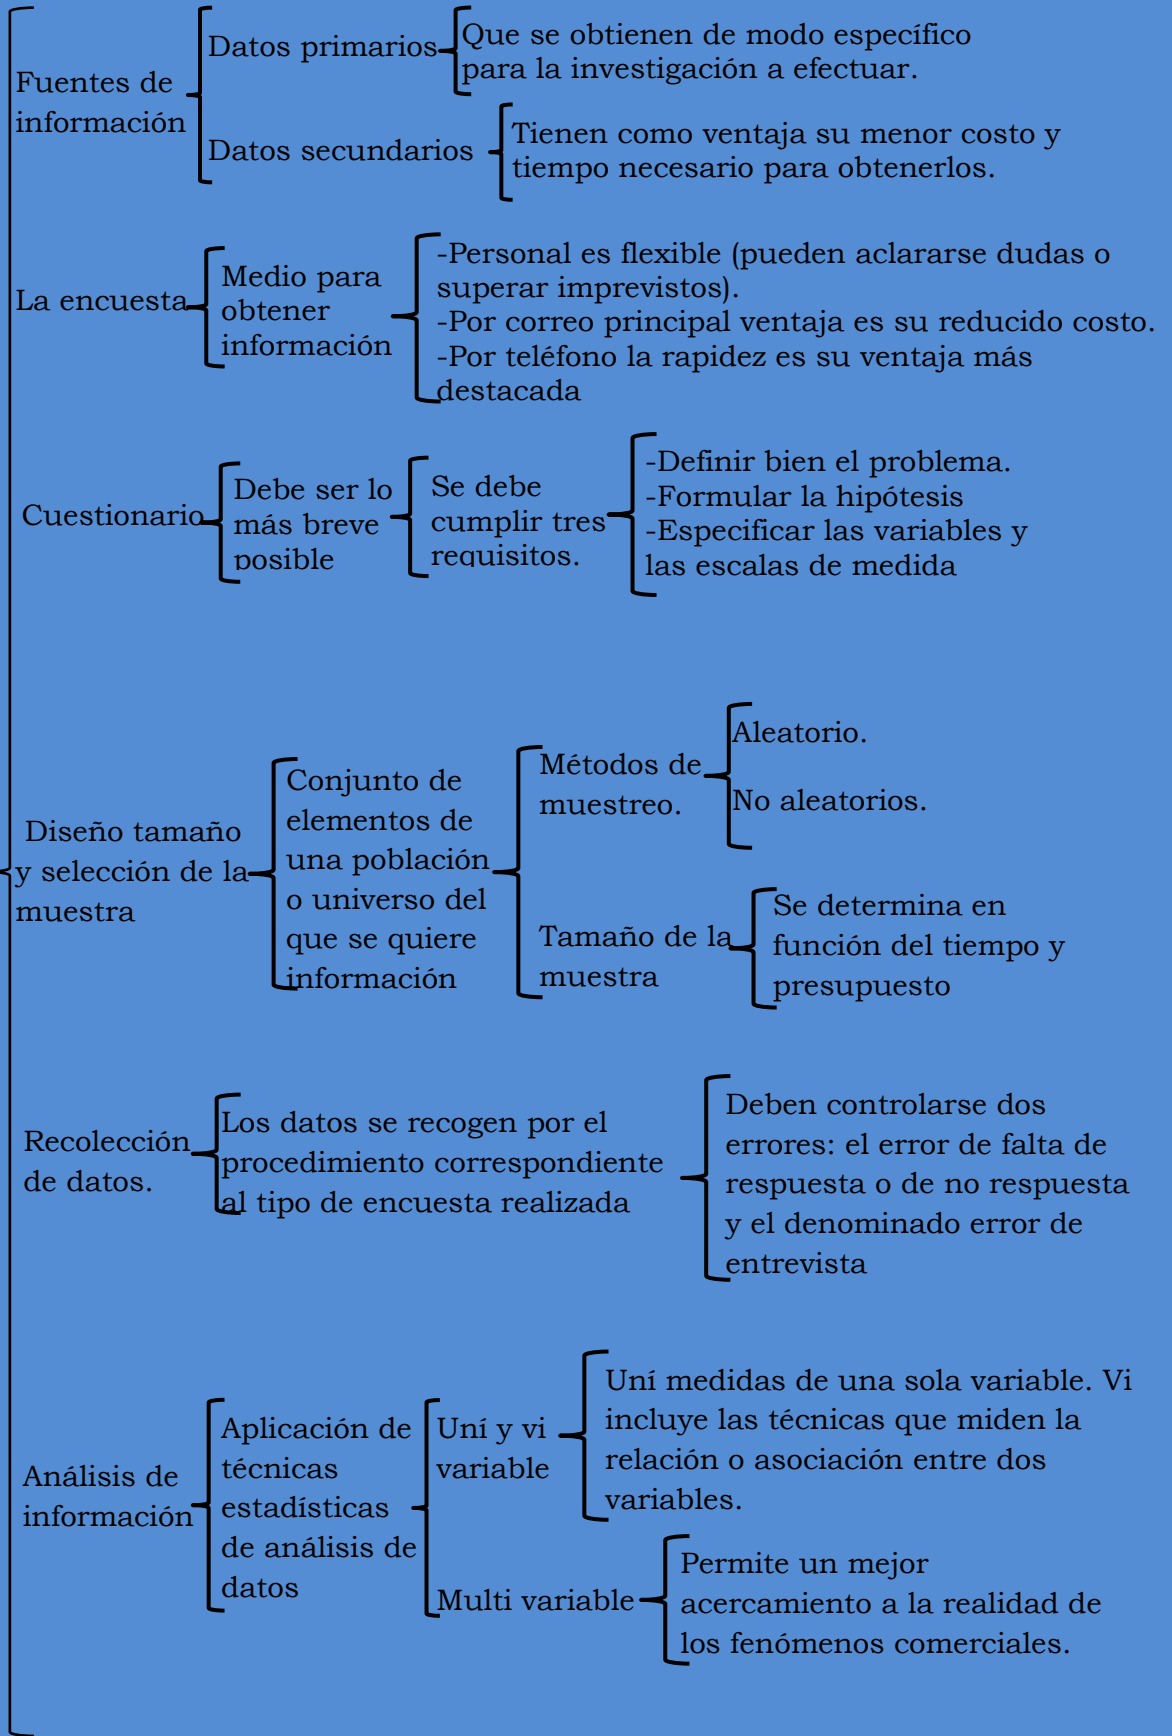 Fuentes de
información
Datos primarios
Que se obtienen de modo específico
para la investigación a efectuar.
Datos secundarios
Tienen como ventaja su menor costo y
tiempo necesario para obtenerlos.
La encuesta
Medio para
obtener
información
-Personal es flexible (pueden aclararse dudas o
superar imprevistos).
-Por correo principal ventaja es su reducido costo.
-Por teléfono la rapidez es su ventaja más
destacada
Cuestionario
Debe ser lo
más breve
posible
Se debe
cumplir tres
requisitos.
-Definir bien el problema.
-Formular la hipótesis
-Especificar las variables y
las escalas de medida
Diseño tamaño
y selección de la
muestra
Conjunto de
elementos de
una población
o universo del
que se quiere
información
Métodos de
muestreo.
Aleatorio.
No aleatorios.
Tamaño de la
muestra
Se determina en
función del tiempo y
presupuesto
Recolección
de datos.
Los datos se recogen por el
procedimiento correspondiente
al tipo de encuesta realizada
Deben controlarse dos
errores: el error de falta de
respuesta o de no respuesta
y el denominado error de
entrevista
Análisis de
información
Aplicación de
técnicas
estadísticas
de análisis de
datos
Uní y vi
variable
Uní medidas de una sola variable. Vi
incluye las técnicas que miden la
relación o asociación entre dos
variables.
Multi variable
Permite un mejor
acercamiento a la realidad de
los fenómenos comerciales.